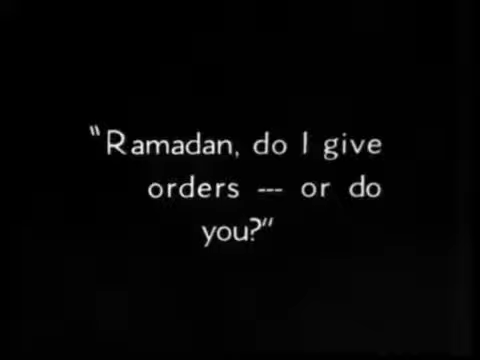 "Ramadan, do I give
orders --- or do
you?"